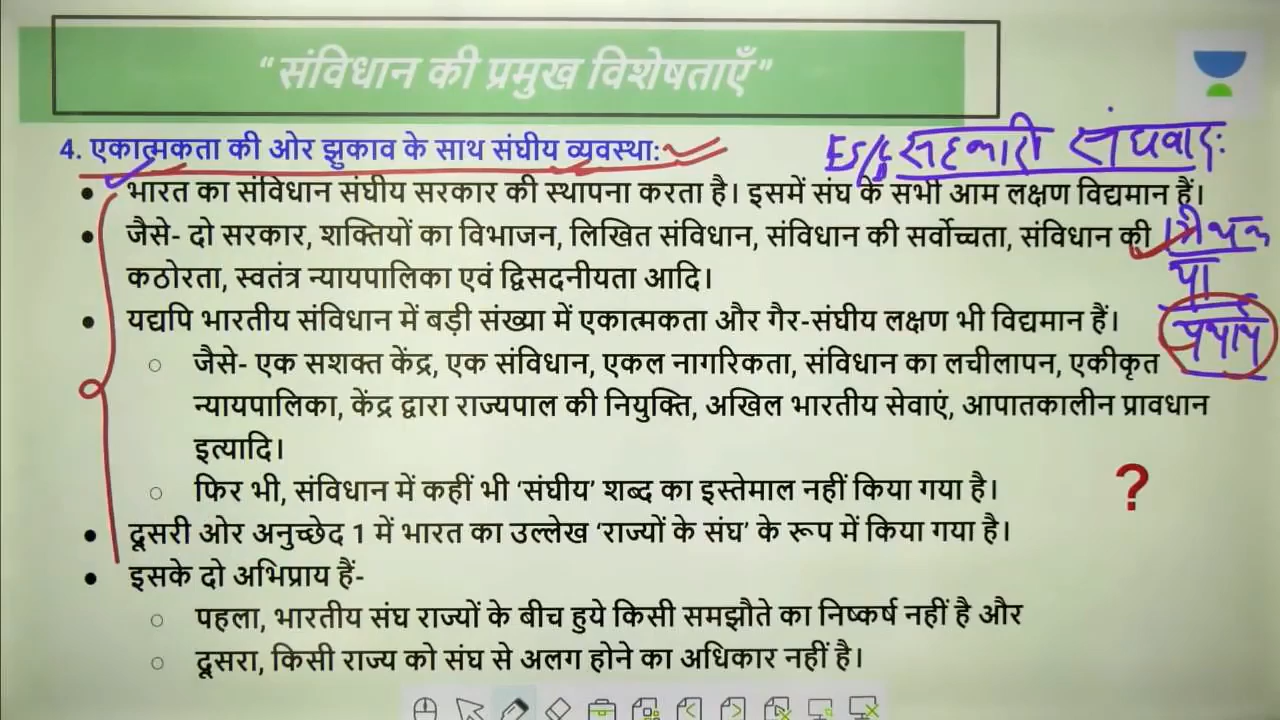 “संविधान की प्रमुख विशेषताएँ”
4. एकात्मकता की ओर झुकाव के साथ संघीय व्यवस्था:
सहकारी संघवाद:
• भारत का संविधान संघीय सरकार की स्थापना करता है। इसमें संघ के सभी आम लक्षण विद्यमान हैं।
• जैसे- दो सरकार, शक्तियों का विभाजन, लिखित संविधान, संविधान की सर्वोच्चता, संविधान की
कठोरता, स्वतंत्र न्यायपालिका एवं द्विसदनीयता आदि।
या
• यद्यपि भारतीय संविधान में बड़ी संख्या में एकात्मकता और गैर-संघीय लक्षण भी विद्यमान हैं।
○ जैसे- एक सशक्त केंद्र, एक संविधान, एकल नागरिकता, संविधान का लचीलापन, एकीकृत
न्यायपालिका, केंद्र द्वारा राज्यपाल की नियुक्ति, अखिल भारतीय सेवाएं, आपातकालीन प्रावधान
इत्यादि।
○ फिर भी, संविधान में कहीं भी ‘संघीय’ शब्द का इस्तेमाल नहीं किया गया है।
?
• दूसरी ओर अनुच्छेद 1 में भारत का उल्लेख ‘राज्यों के संघ’ के रूप में किया गया है।
• इसके दो अभिप्राय हैं-
○ पहला, भारतीय संघ राज्यों के बीच हुये किसी समझौते का निष्कर्ष नहीं है और
○ दूसरा, किसी राज्य को संघ से अलग होने का अधिकार नहीं है।